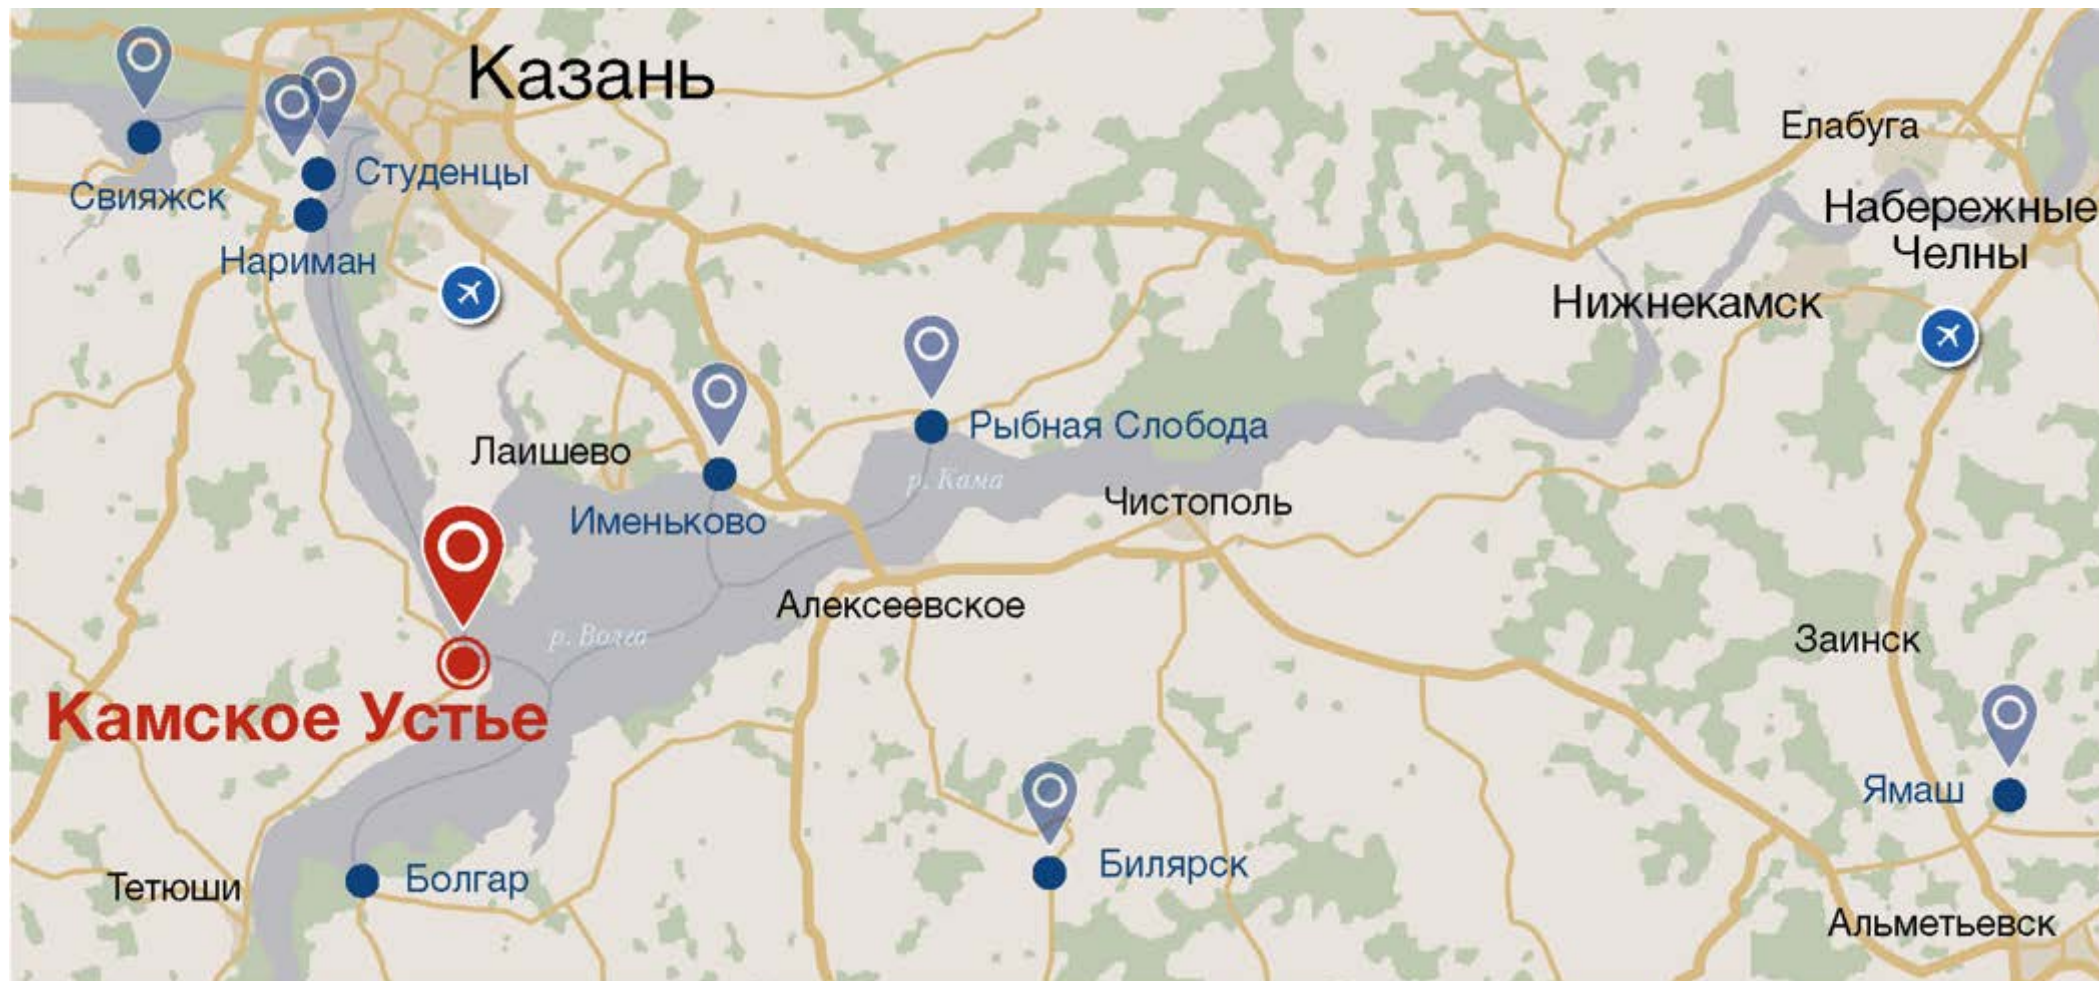 Казань
Елабуга
Студенцы
Свияжск
Набережные
Челны
Нариман
Нижнекамск
Рыбная Слобода
Лаишево
р. Кама
Чистополь
Именьково
Алексеевское
р. Волга
Заинск
Камское Устье
Ямаш
Билярск
Болгар
Тетюши
Альметьевск